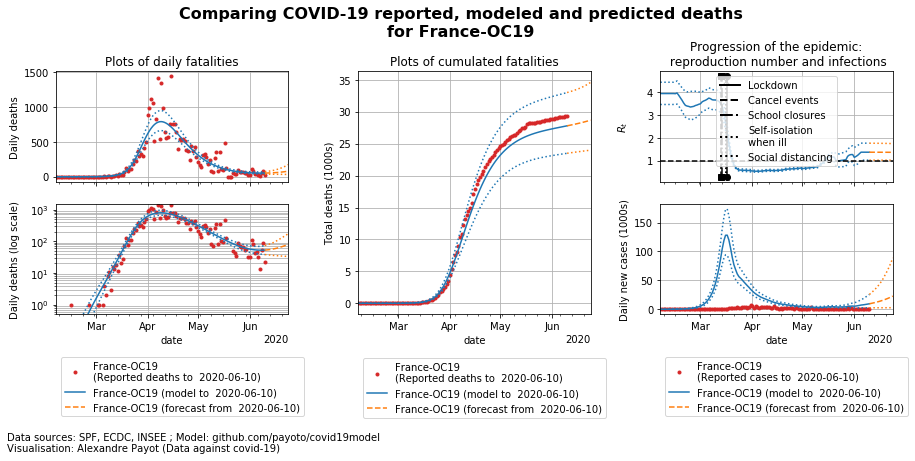 Comparing COVID-19 reported, modeled and predicted deaths
for France-OC19
Plots of daily fatalities
Daily deaths
1500
1000
500
0
Daily deaths (log scale)
10³
10²
10¹
10⁰
Mar
Apr
May
Jun
date
2020
France-OC19
(Reported deaths to  2020-06-10)
France-OC19 (model to  2020-06-10)
France-OC19 (forecast from  2020-06-10)
Plots of cumulated fatalities
Total deaths (1000s)
35
30
25
20
15
10
5
0
Mar
Apr
May
Jun
date
2020
France-OC19
(Reported deaths to  2020-06-10)
France-OC19 (model to  2020-06-10)
France-OC19 (forecast from  2020-06-10)
Progression of the epidemic:
reproduction number and infections
Rt
4
3
2
1
Lockdown
Cancel events
School closures
Self-isolation
when ill
Social distancing
Daily new cases (1000s)
150
100
50
0
Mar
Apr
May
Jun
date
2020
France-OC19
(Reported cases to  2020-06-10)
France-OC19 (model to  2020-06-10)
France-OC19 (forecast from  2020-06-10)
Data sources: SPF, ECDC, INSEE ; Model: github.com/payoto/covid19model
Visualisation: Alexandre Payot (Data against covid-19)